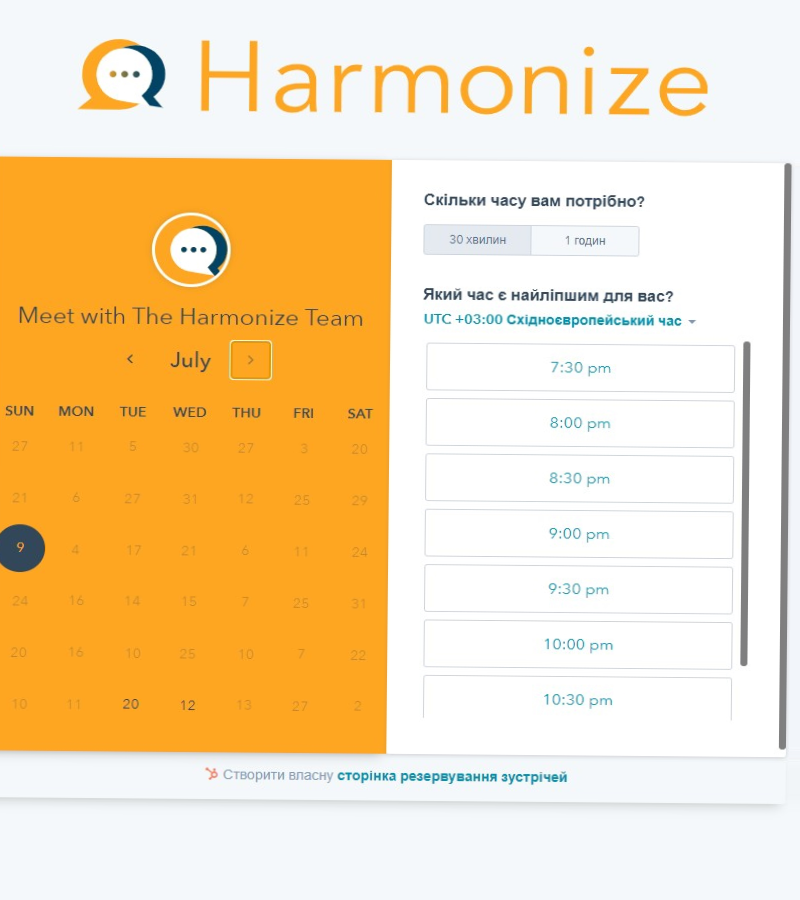 Harmonize
Meet with The Harmonize Team
July
SUN MON TUE WED THU FRI SAT
27 11 5 30 27 3 20
21 6 27 31 12 25 29
9 4 17 21 6 11 24
24 16 14 15 7 25 31
20 16 10 25 10 7 22
10 11 20 12 13 27 2
Скільки часу вам потрібно?
30 хвилин 1 годин
Який час є найліпшим для вас?
UTC +03:00 Східноєвропейський час
7:30 pm
8:00 pm
8:30 pm
9:00 pm
9:30 pm
10:00 pm
10:30 pm
Створити власну сторінка резервування зустрічей